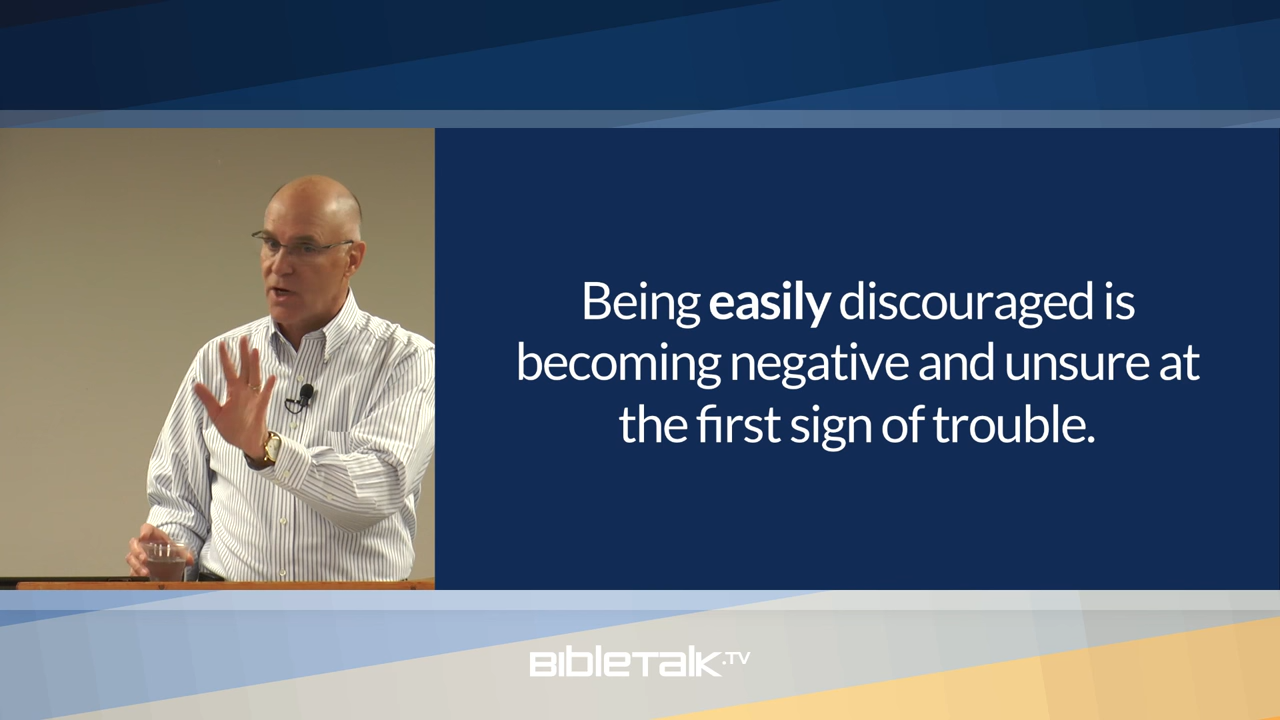 Being easily discouraged is
becoming negative and unsure at
the first sign of trouble.
BibleTalk.TV